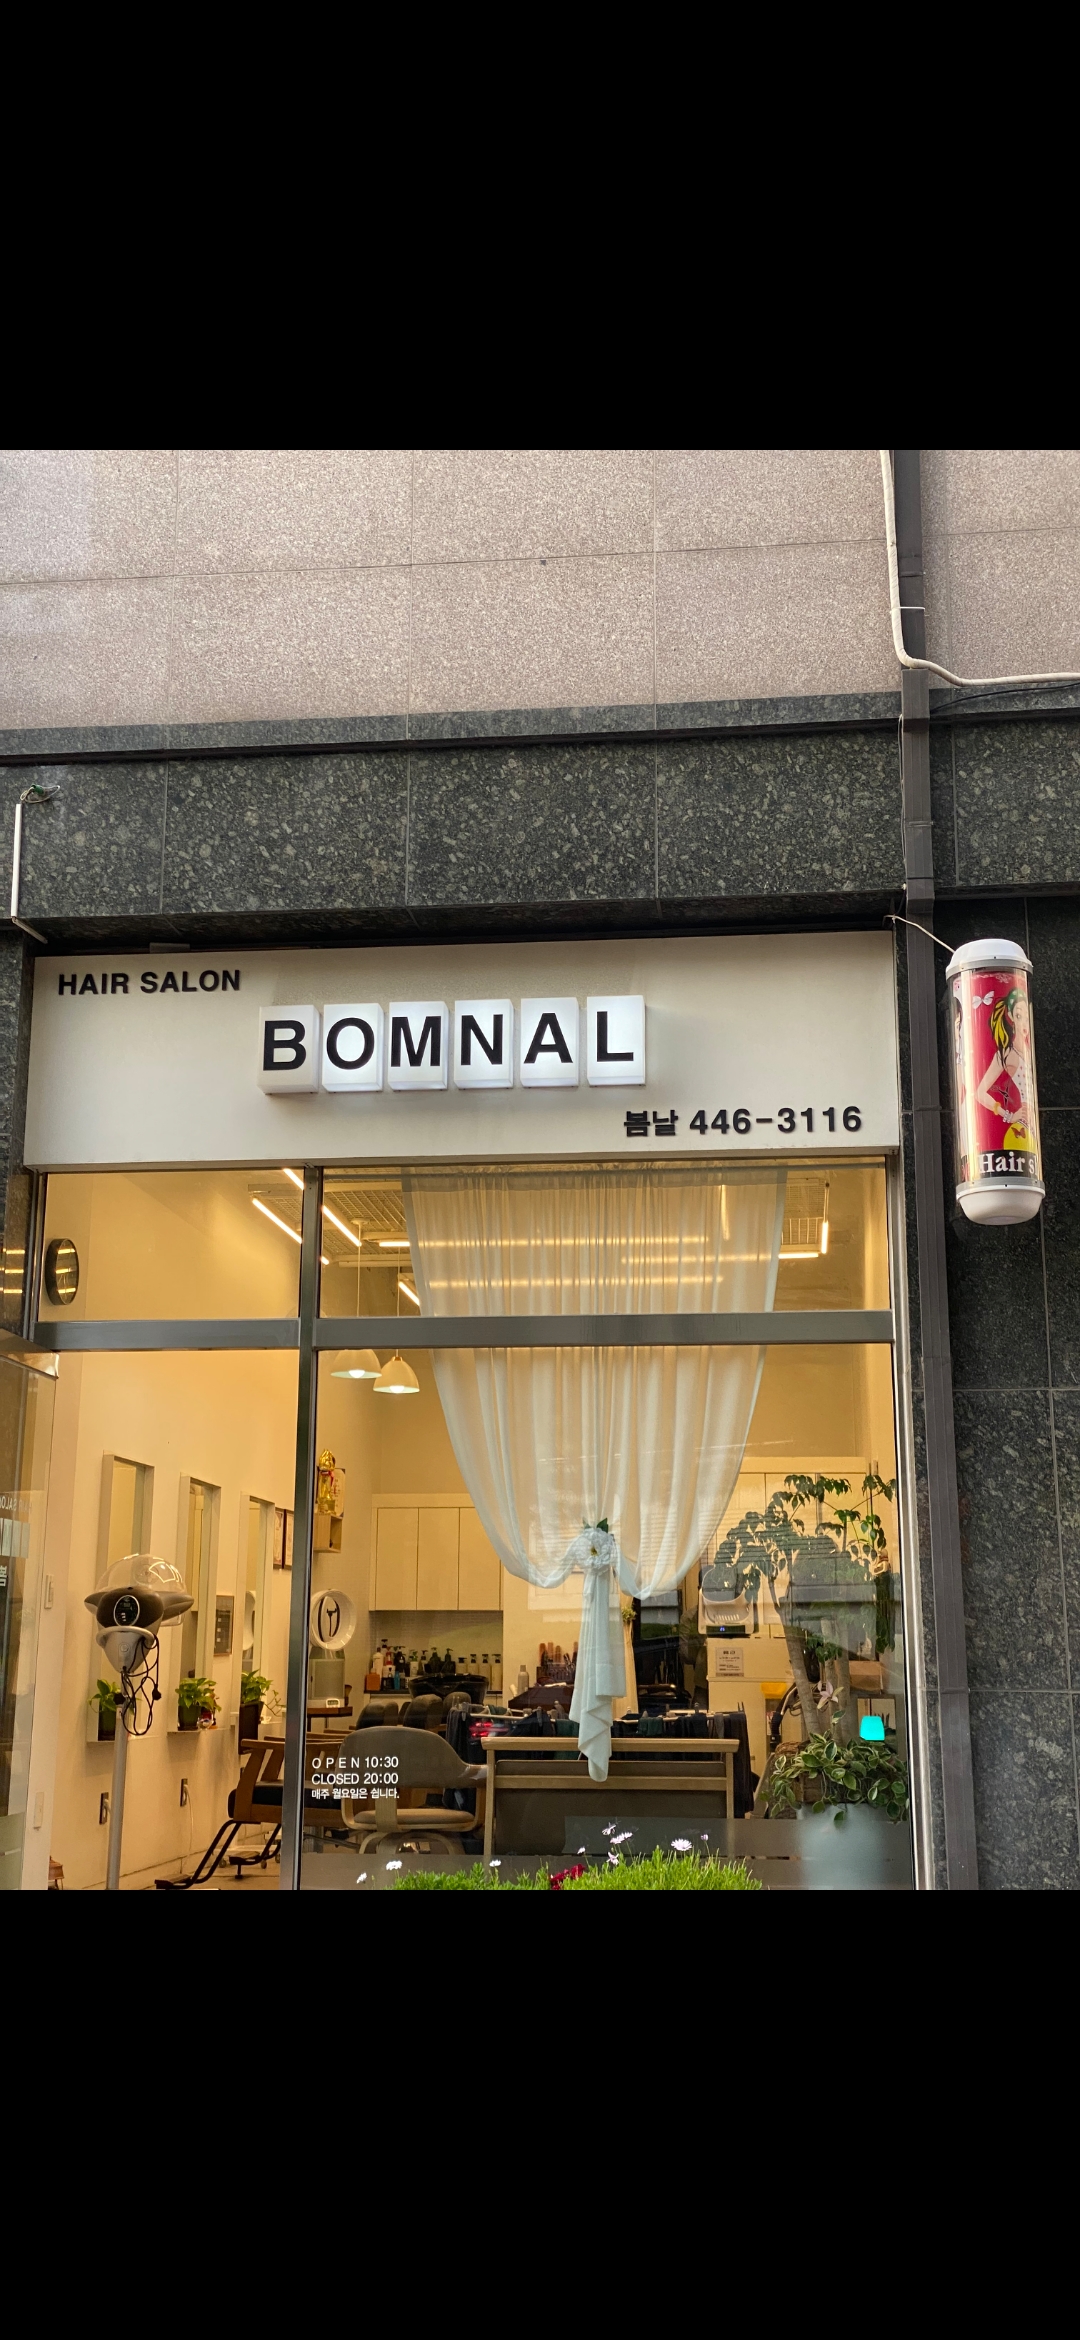 HAIR SALON
BOMNAL
봄날 446-3116
Hair s
OPEN 10:30
CLOSED 20:00
매주 월요일은 쉽니다.